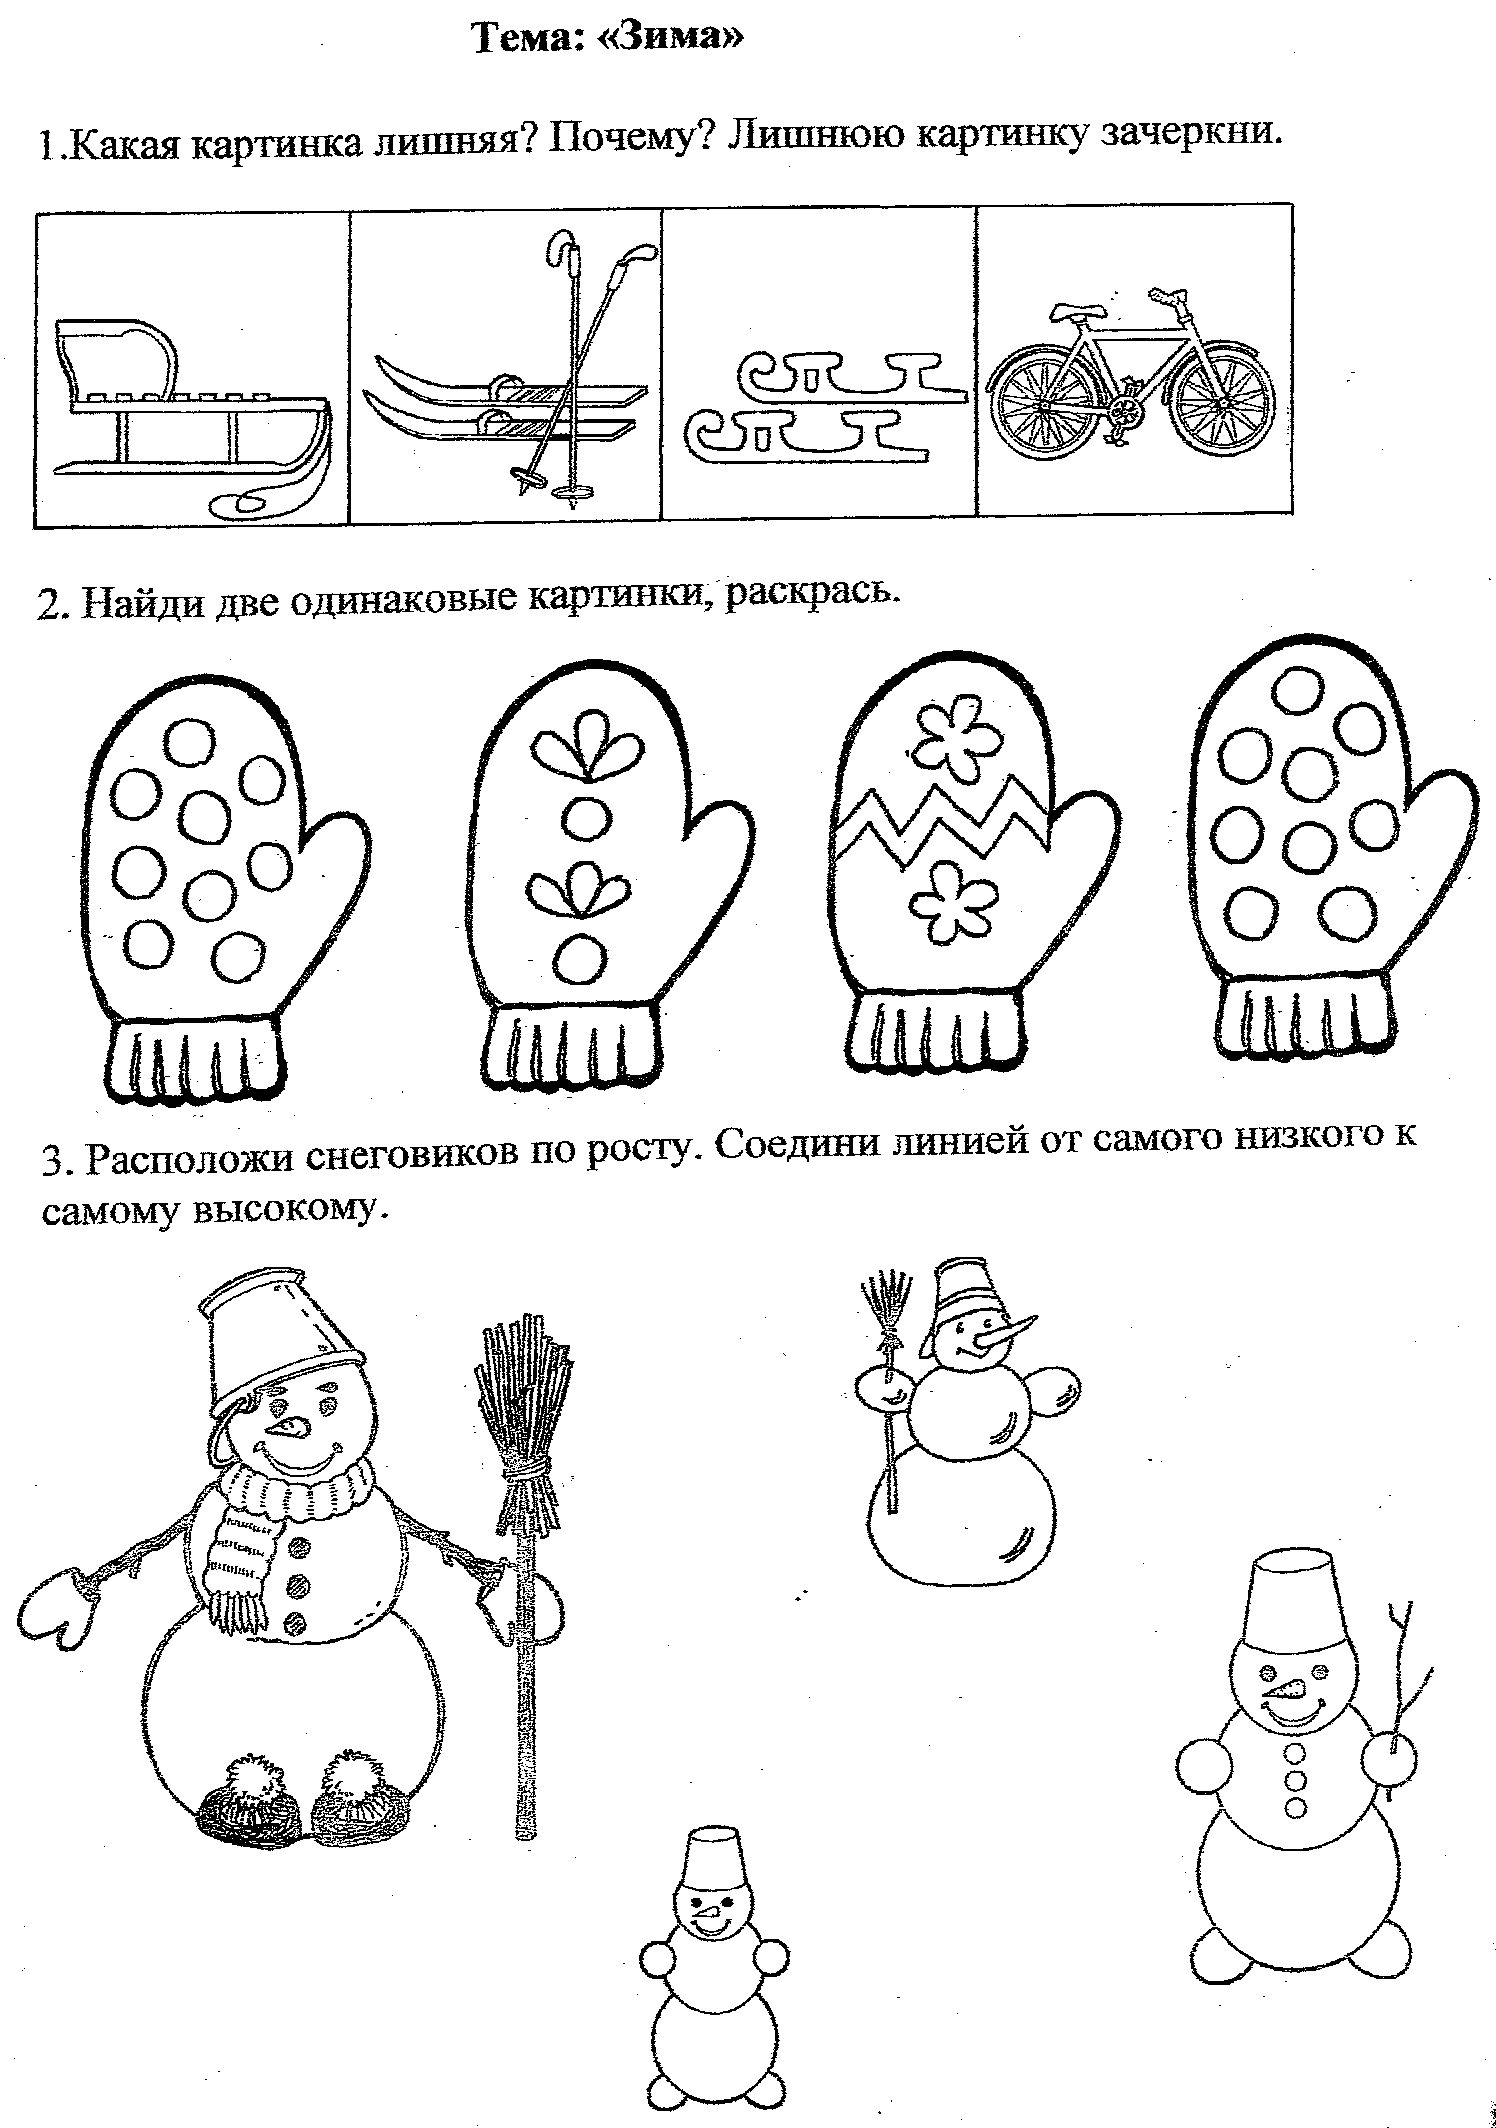 Тема: «Зима»
1.Какая картинка лишняя? Почему? Лишнюю картинку зачеркни.
2. Найди две одинаковые картинки, раскрась.
3. Расположи снеговиков по росту. Соедини линией от самого низкого к
самому высокому.